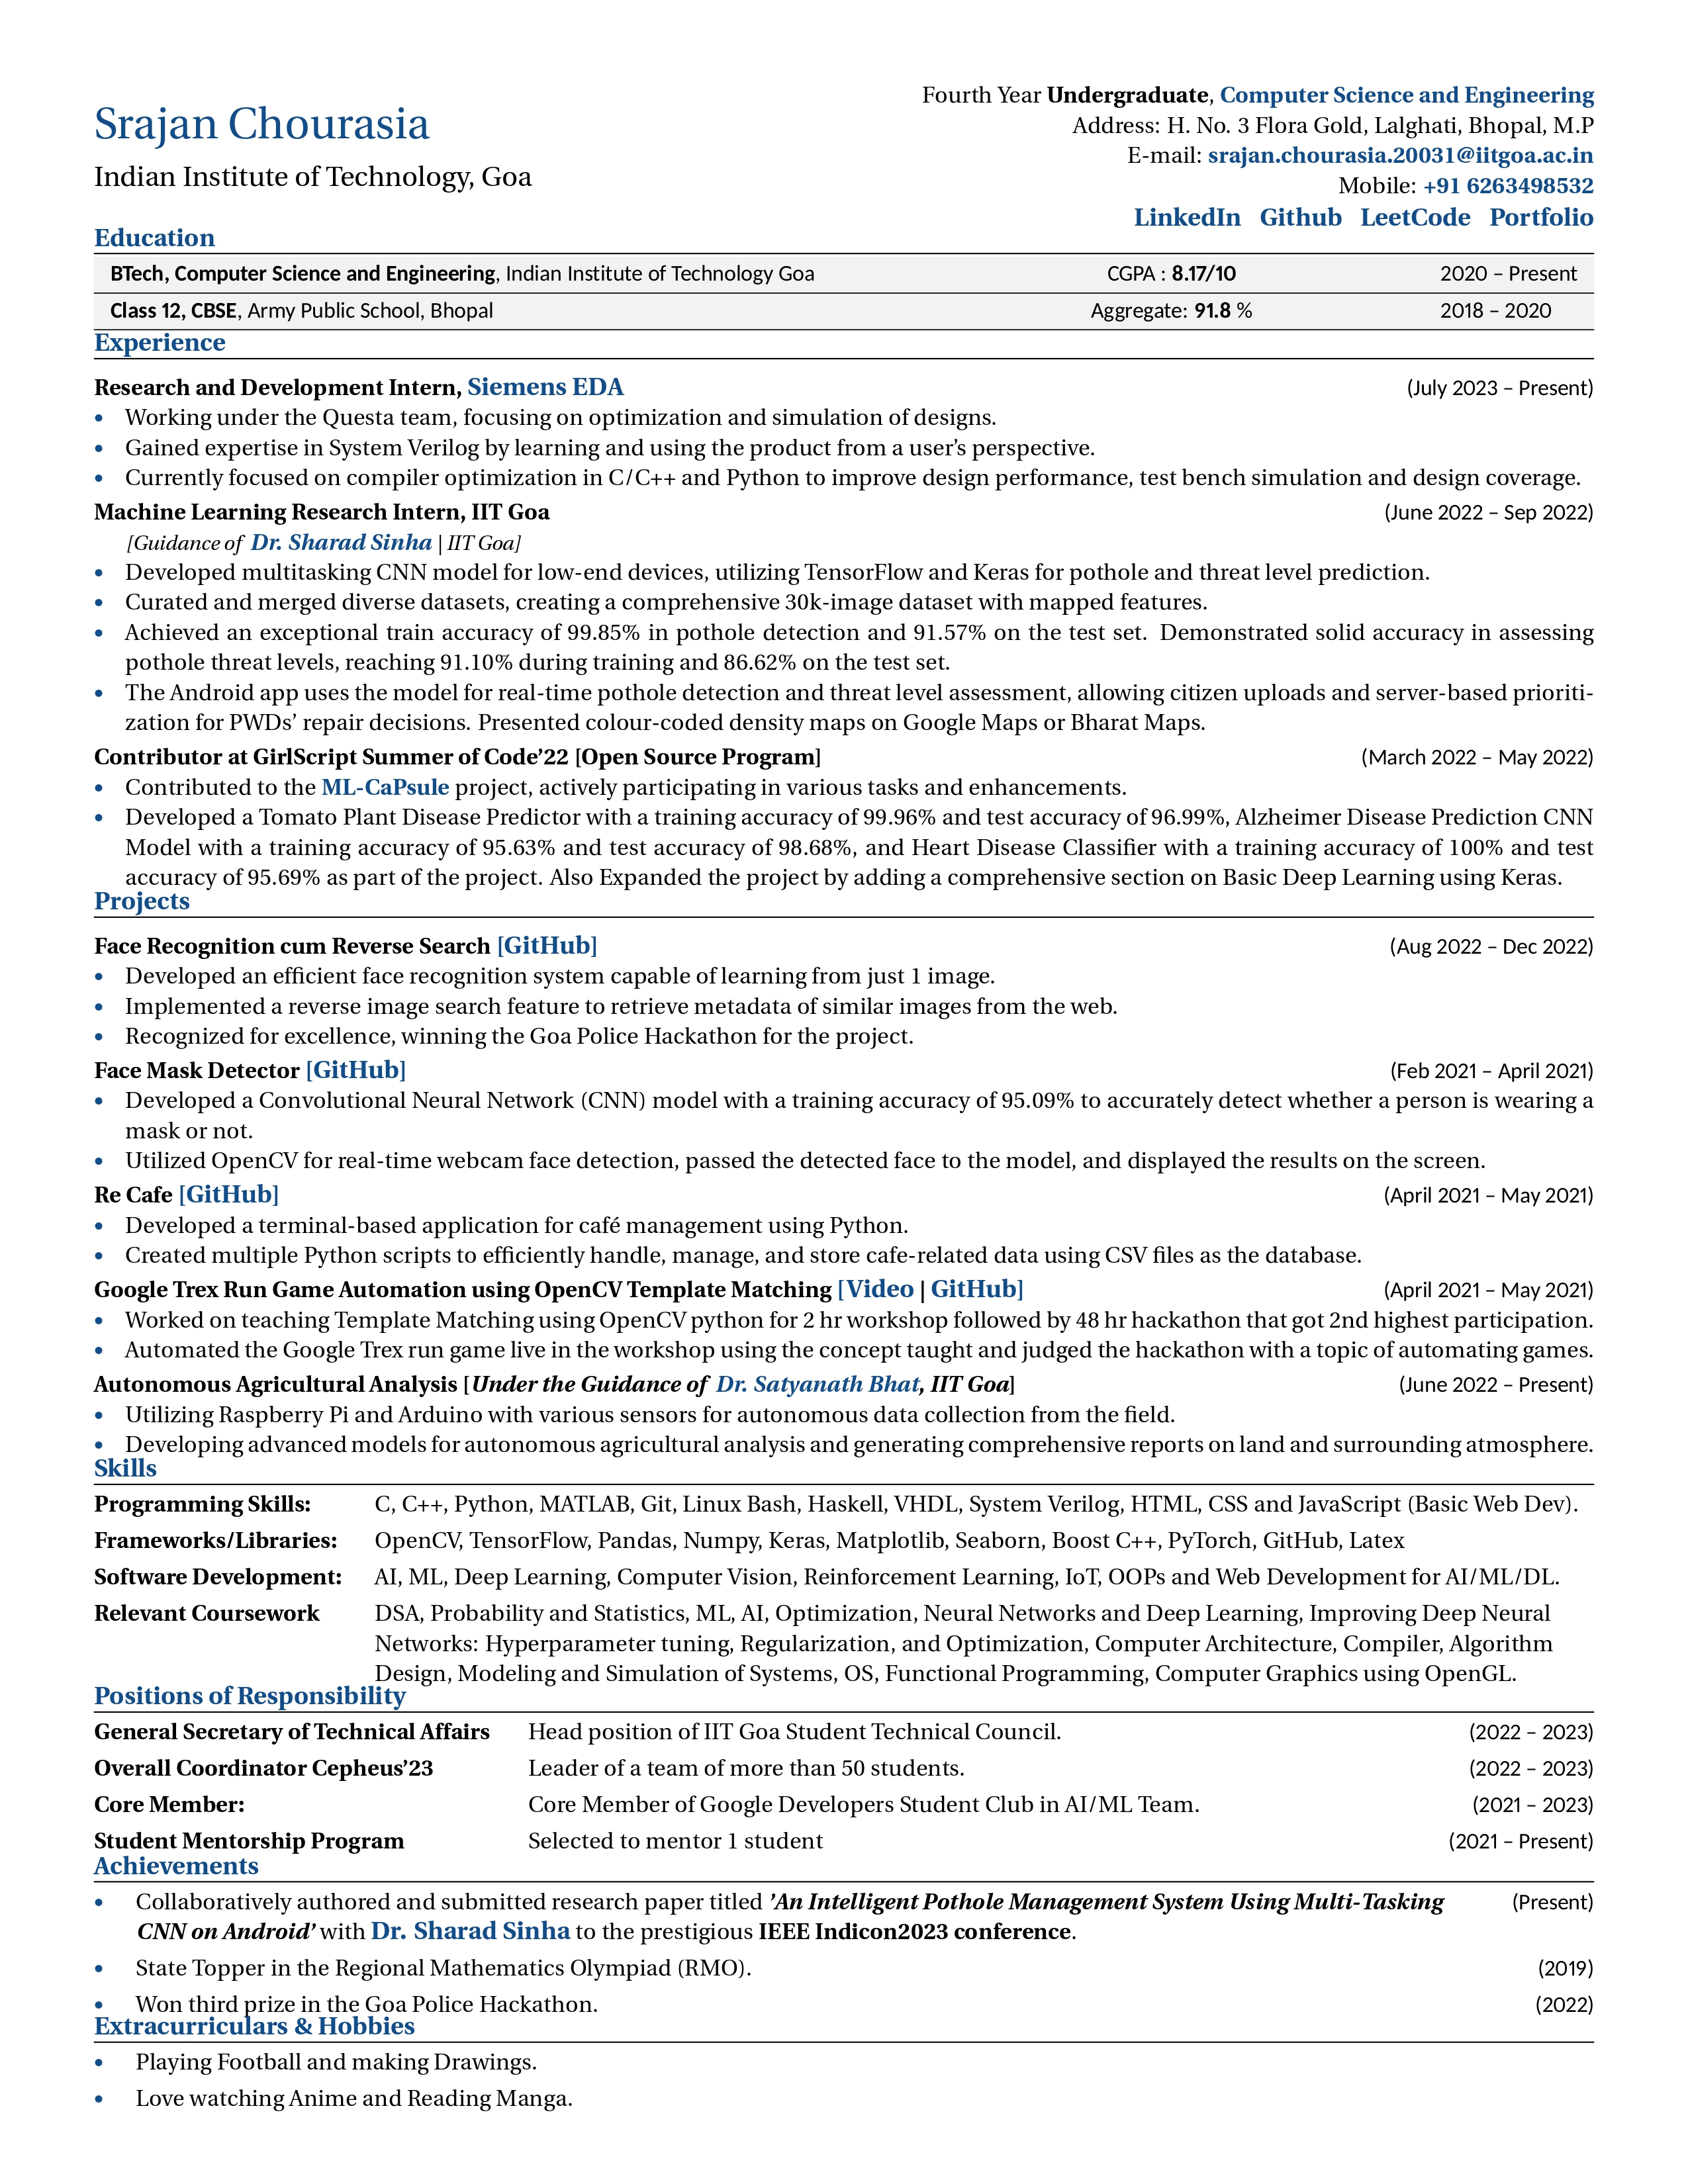 Srajan Chourasia
Indian Institute of Technology, Goa
Fourth Year Undergraduate, Computer Science and Engineering
Address: H. No. 3 Flora Gold, Lalghati, Bhopal, M.P
E-mail: srajan.chourasia.20031@iitgoa.ac.in
Mobile: +91 6263498532
LinkedIn Github LeetCode Portfolio
Education
BTech, Computer Science and Engineering, Indian Institute of Technology Goa CGPA : 8.17/10 2020 – Present
Class 12, CBSE, Army Public School, Bhopal Aggregate: 91.8 % 2018 – 2020
Experience
Research and Development Intern, Siemens EDA (July 2023 – Present)
• Working under the Questa team, focusing on optimization and simulation of designs.
• Gained expertise in System Verilog by learning and using the product from a user’s perspective.
• Currently focused on compiler optimization in C/C++ and Python to improve design performance, test bench simulation and design coverage.
Machine Learning Research Intern, IIT Goa (June 2022 – Sep 2022)
[Guidance of Dr. Sharad Sinha | IIT Goa]
• Developed multitasking CNN model for low-end devices, utilizing TensorFlow and Keras for pothole and threat level prediction.
• Curated and merged diverse datasets, creating a comprehensive 30k-image dataset with mapped features.
• Achieved an exceptional train accuracy of 99.85% in pothole detection and 91.57% on the test set. Demonstrated solid accuracy in assessing
pothole threat levels, reaching 91.10% during training and 86.62% on the test set.
• The Android app uses the model for real-time pothole detection and threat level assessment, allowing citizen uploads and server-based prioriti-
zation for PWDs’ repair decisions. Presented colour-coded density maps on Google Maps or Bharat Maps.
Contributor at GirlScript Summer of Code’22 [Open Source Program] (March 2022 – May 2022)
• Contributed to the ML-CaPsule project, actively participating in various tasks and enhancements.
• Developed a Tomato Plant Disease Predictor with a training accuracy of 99.96% and test accuracy of 96.99%, Alzheimer Disease Prediction CNN
Model with a training accuracy of 95.63% and test accuracy of 98.68%, and Heart Disease Classifier with a training accuracy of 100% and test
accuracy of 95.69% as part of the project. Also Expanded the project by adding a comprehensive section on Basic Deep Learning using Keras.
Projects
Face Recognition cum Reverse Search [GitHub] (Aug 2022 – Dec 2022)
• Developed an efficient face recognition system capable of learning from just 1 image.
• Implemented a reverse image search feature to retrieve metadata of similar images from the web.
• Recognized for excellence, winning the Goa Police Hackathon for the project.
Face Mask Detector [GitHub] (Feb 2021 – April 2021)
• Developed a Convolutional Neural Network (CNN) model with a training accuracy of 95.09% to accurately detect whether a person is wearing a
mask or not.
• Utilized OpenCV for real-time webcam face detection, passed the detected face to the model, and displayed the results on the screen.
Re Cafe [GitHub] (April 2021 – May 2021)
• Developed a terminal-based application for café management using Python.
• Created multiple Python scripts to efficiently handle, manage, and store cafe-related data using CSV files as the database.
Google Trex Run Game Automation using OpenCV Template Matching [Video | GitHub] (April 2021 – May 2021)
• Worked on teaching Template Matching using OpenCV python for 2 hr workshop followed by 48 hr hackathon that got 2nd highest participation.
• Automated the Google Trex run game live in the workshop using the concept taught and judged the hackathon with a topic of automating games.
Autonomous Agricultural Analysis [Under the Guidance of Dr. Satyanath Bhat, IIT Goa] (June 2022 – Present)
• Utilizing Raspberry Pi and Arduino with various sensors for autonomous data collection from the field.
• Developing advanced models for autonomous agricultural analysis and generating comprehensive reports on land and surrounding atmosphere.
Skills
Programming Skills: C, C++, Python, MATLAB, Git, Linux Bash, Haskell, VHDL, System Verilog, HTML, CSS and JavaScript (Basic Web Dev).
Frameworks/Libraries: OpenCV, TensorFlow, Pandas, Numpy, Keras, Matplotlib, Seaborn, Boost C++, PyTorch, GitHub, Latex
Software Development: AI, ML, Deep Learning, Computer Vision, Reinforcement Learning, IoT, OOPs and Web Development for AI/ML/DL.
Relevant Coursework DSA, Probability and Statistics, ML, AI, Optimization, Neural Networks and Deep Learning, Improving Deep Neural
Networks: Hyperparameter tuning, Regularization, and Optimization, Computer Architecture, Compiler, Algorithm
Design, Modeling and Simulation of Systems, OS, Functional Programming, Computer Graphics using OpenGL.
Positions of Responsibility
General Secretary of Technical Affairs Head position of IIT Goa Student Technical Council. (2022 – 2023)
Overall Coordinator Cepheus’23 Leader of a team of more than 50 students. (2022 – 2023)
Core Member: Core Member of Google Developers Student Club in AI/ML Team. (2021 – 2023)
Student Mentorship Program Selected to mentor 1 student (2021 – Present)
Achievements
• Collaboratively authored and submitted research paper titled ’An Intelligent Pothole Management System Using Multi-Tasking (Present)
CNN on Android’ with Dr. Sharad Sinha to the prestigious IEEE Indicon2023 conference.
• State Topper in the Regional Mathematics Olympiad (RMO). (2019)
• Won third prize in the Goa Police Hackathon. (2022)
Extracurriculars & Hobbies
• Playing Football and making Drawings.
• Love watching Anime and Reading Manga.